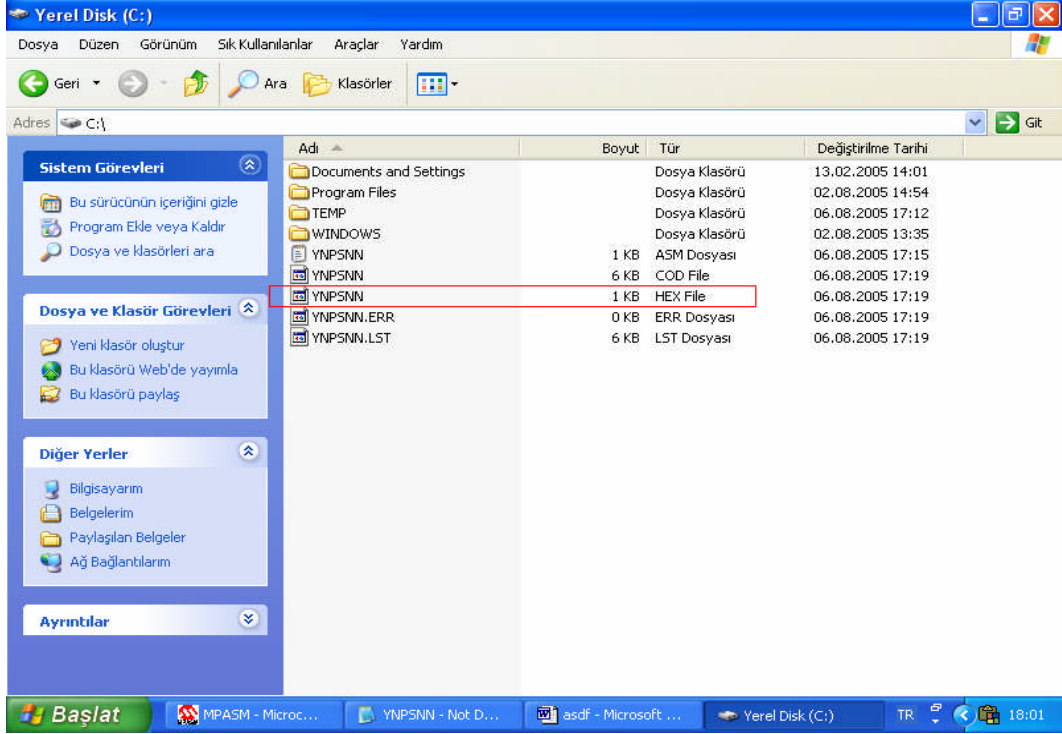 Yerel Disk (C:)
Dosya Düzen Görünüm Sık Kullanılanlar Araçlar Yardım
Geri Ara Klasörler
Adres C:\ Git
Sistem Görevleri
Bu sürücünün içeriğini gizle
Program Ekle veya Kaldır
Dosya ve klasörleri ara
Dosya ve Klasör Görevleri
Yeni klasör oluştur
Bu klasörü Web'de yayımla
Bu klasörü paylaş
Diğer Yerler
Bilgisayarım
Belgelerim
Paylaşılan Belgeler
Ağ Bağlantılarım
Ayrıntılar
Adı Boyut Tür Değiştirilme Tarihi
Documents and Settings Dosya Klasörü 13.02.2005 14:01
Program Files Dosya Klasörü 02.08.2005 14:54
TEMP Dosya Klasörü 06.08.2005 17:12
WINDOWS Dosya Klasörü 02.08.2005 13:35
YNPSNN 1 KB ASM Dosyası 06.08.2005 17:15
YNPSNN 6 KB COD File 06.08.2005 17:19
YNPSNN 1 KB HEX File 06.08.2005 17:19
YNPSNN.ERR 0 KB ERR Dosyası 06.08.2005 17:19
YNPSNN.LST 6 KB LST Dosyası 06.08.2005 17:19
Başlat MPASM - Microc... YNPSNN - Not D... asdf - Microsoft ... Yerel Disk (C:) TR 18:01